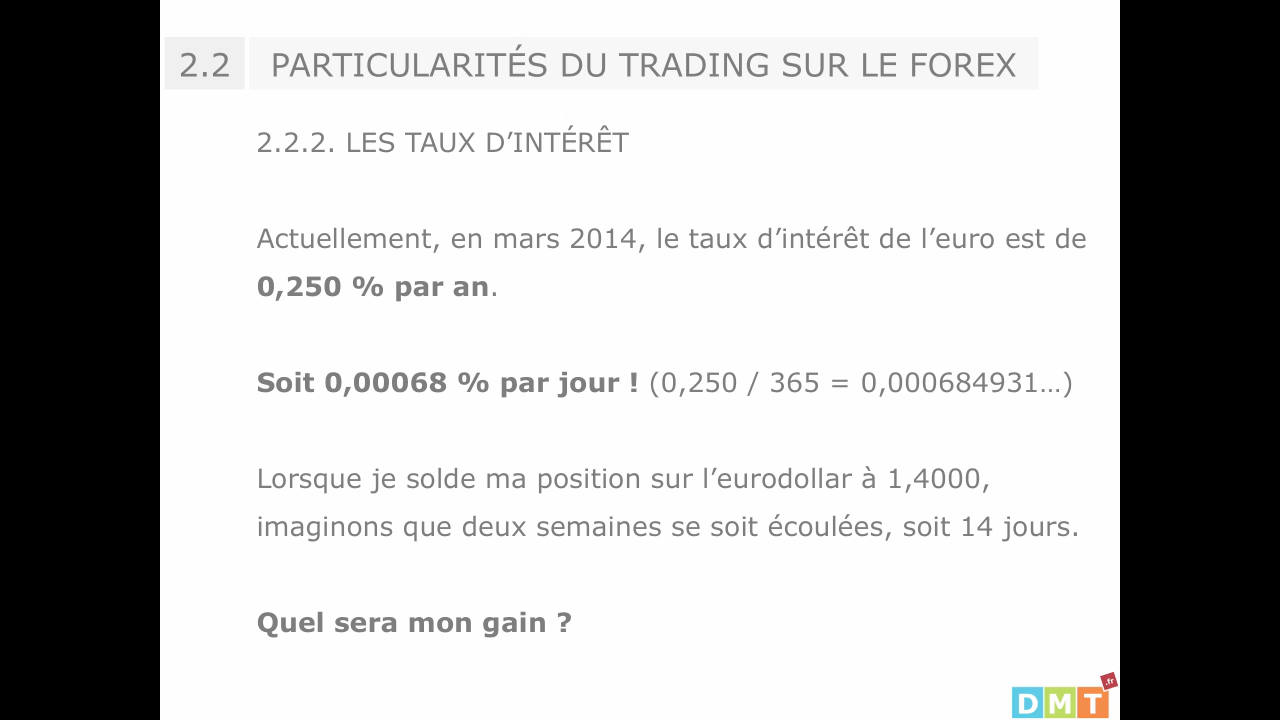 2.2 PARTICULARITÉS DU TRADING SUR LE FOREX
2.2.2. LES TAUX D’INTÉRÊT
Actuellement, en mars 2014, le taux d’intérêt de l’euro est de
0,250 % par an.
Soit 0,00068 % par jour ! (0,250 / 365 = 0,000684931…)
Lorsque je solde ma position sur l’eurodollar à 1,4000,
imaginons que deux semaines se soit écoulées, soit 14 jours.
Quel sera mon gain ?
DMT.fr